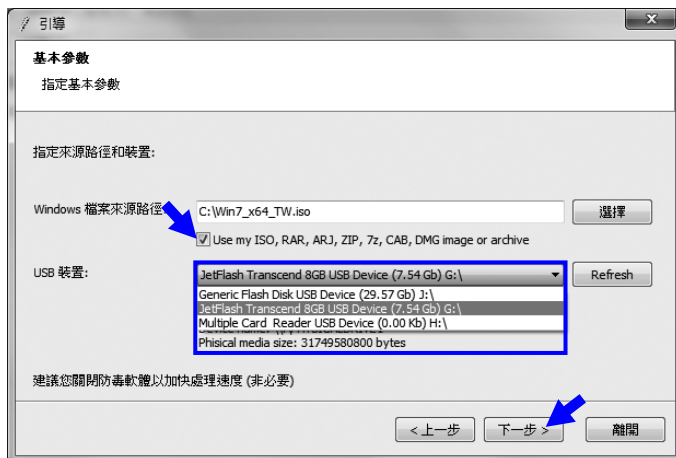 引導
基本參數
指定基本參數
指定來源路徑和裝置:
Windows 檔案來源路徑
C:\Win7_x64_TW.iso
選擇
Use my ISO, RAR, ARJ, ZIP, 7z, CAB, DMG image or archive
USB 裝置:
JetFlash Transcend 8GB USB Device (7.54 Gb) G:\
Refresh
Generic Flash Disk USB Device (29.57 Gb) J:\
JetFlash Transcend 8GB USB Device (7.54 Gb) G:\
Multiple Card Reader USB Device (0.00 Kb) H:\
Phisical media size: 31749580800 bytes
建議您關閉防毒軟體以加快處理速度 (非必要)
<上一步
下一步 >
離開